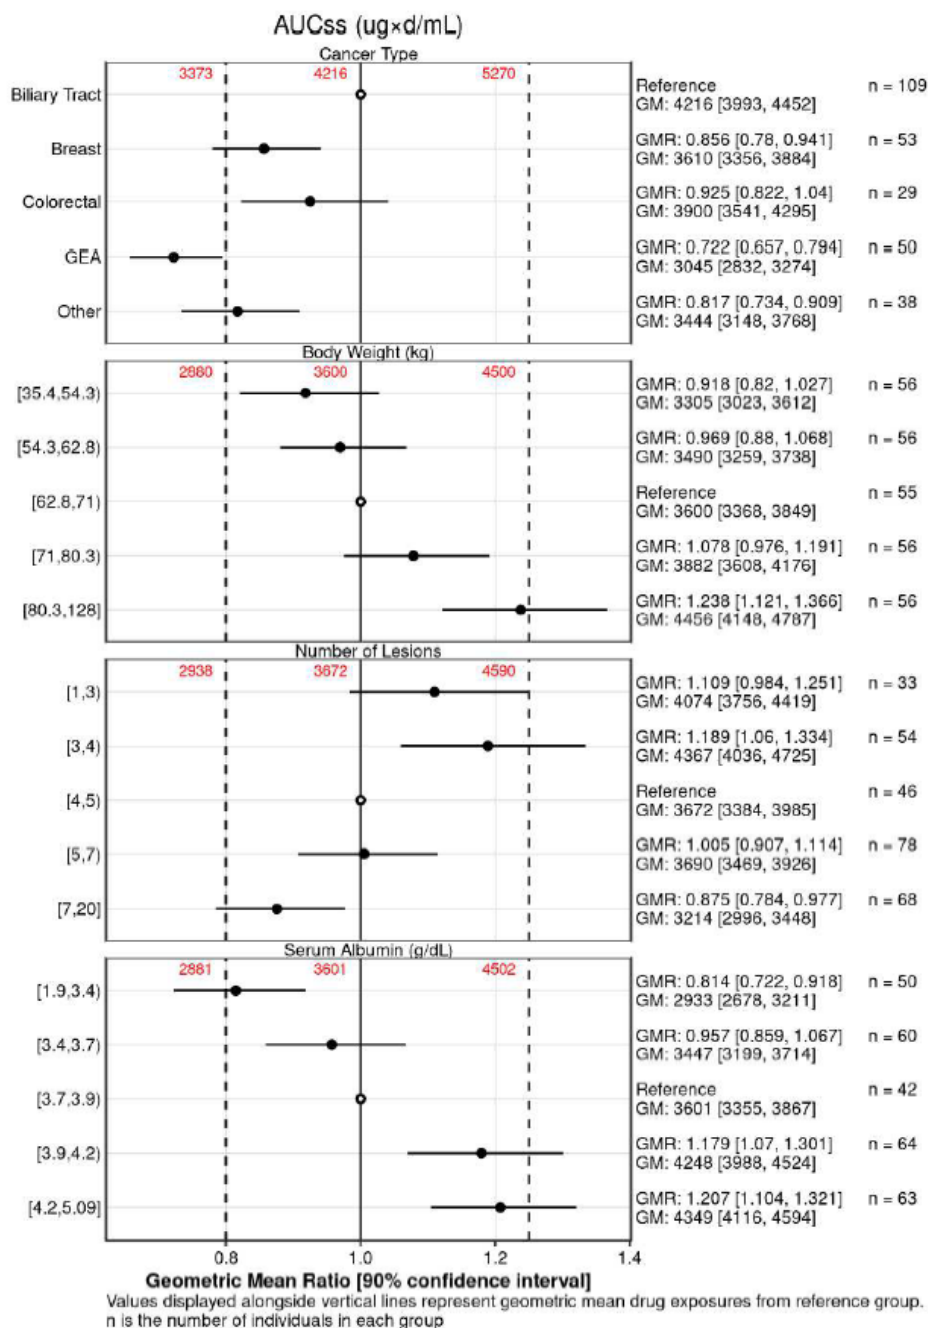 AUCss (ug×d/mL)
Cancer Type
3373 4216 5270
Biliary Tract Reference n = 109
GM: 4216 [3993, 4452]
Breast GMR: 0.856 [0.78, 0.941] n = 53
GM: 3610 [3356, 3884]
Colorectal GMR: 0.925 [0.822, 1.04] n = 29
GM: 3900 [3541, 4295]
GEA GMR: 0.722 [0.657, 0.794] n = 50
GM: 3045 [2832, 3274]
Other GMR: 0.817 [0.734, 0.909] n = 38
GM: 3444 [3148, 3768]
Body Weight (kg)
2880 3600 4500
[35.4,54.3) GMR: 0.918 [0.82, 1.027] n = 56
GM: 3305 [3023, 3612]
[54.3,62.8) GMR: 0.969 [0.88, 1.068] n = 56
GM: 3490 [3259, 3738]
[62.8,71) Reference n = 55
GM: 3600 [3368, 3849]
[71,80.3) GMR: 1.078 [0.976, 1.191] n = 56
GM: 3882 [3608, 4176]
[80.3,128] GMR: 1.238 [1.121, 1.366] n = 56
GM: 4456 [4148, 4787]
Number of Lesions
2938 3672 4590
[1,3) GMR: 1.109 [0.984, 1.251] n = 33
GM: 4074 [3756, 4419]
[3,4) GMR: 1.189 [1.06, 1.334] n = 54
GM: 4367 [4036, 4725]
[4,5) Reference n = 46
GM: 3672 [3384, 3985]
[5,7) GMR: 1.005 [0.907, 1.114] n = 78
GM: 3690 [3469, 3926]
[7,20] GMR: 0.875 [0.784, 0.977] n = 68
GM: 3214 [2996, 3448]
Serum Albumin (g/dL)
2881 3601 4502
[1.9,3.4) GMR: 0.814 [0.722, 0.918] n = 50
GM: 2933 [2678, 3211]
[3.4,3.7) GMR: 0.957 [0.859, 1.067] n = 60
GM: 3447 [3199, 3714]
[3.7,3.9) Reference n = 42
GM: 3601 [3355, 3867]
[3.9,4.2) GMR: 1.179 [1.07, 1.301] n = 64
GM: 4248 [3988, 4524]
[4.2,5.09] GMR: 1.207 [1.104, 1.321] n = 63
GM: 4349 [4116, 4594]
0.8 1.0 1.2 1.4
Geometric Mean Ratio [90% confidence interval]
Values displayed alongside vertical lines represent geometric mean drug exposures from reference group.
n is the number of individuals in each group